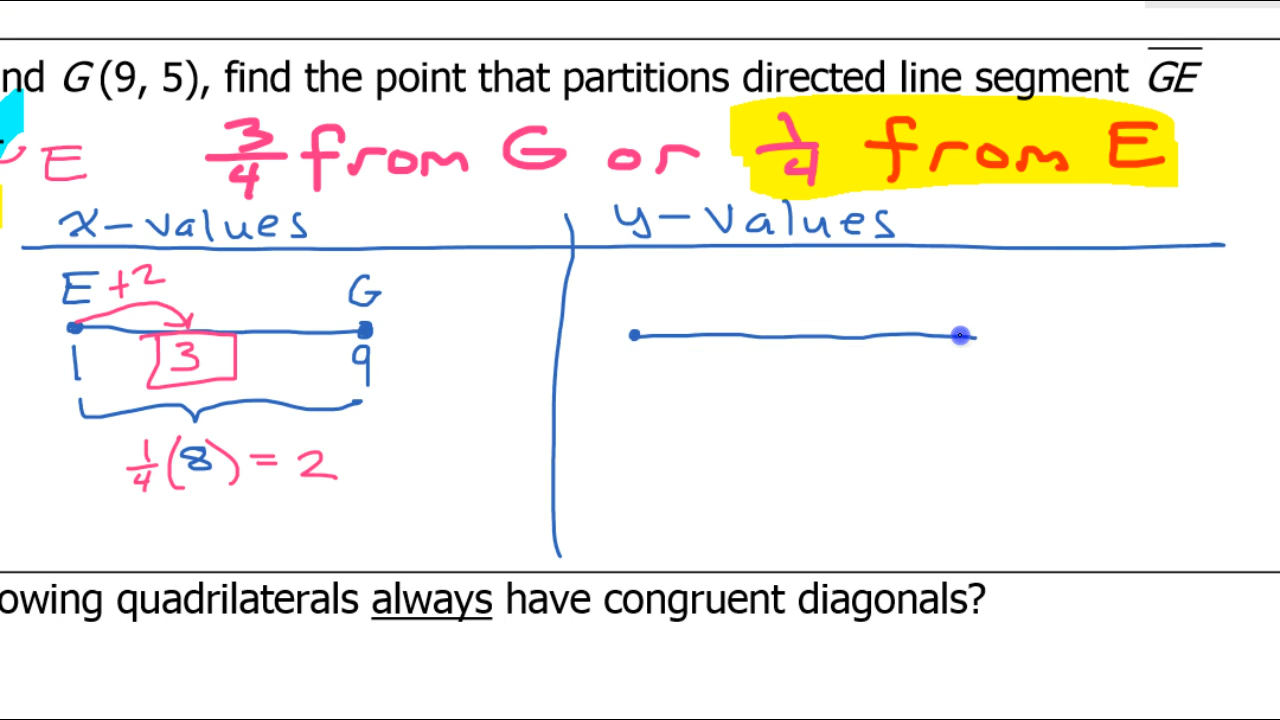 nd G(9, 5), find the point that partitions directed line segment GE
E 3/4 from G or 1/4 from E
x-values y-values
E +2 G
1 3 9
1/4(8) = 2
owing quadrilaterals always have congruent diagonals?